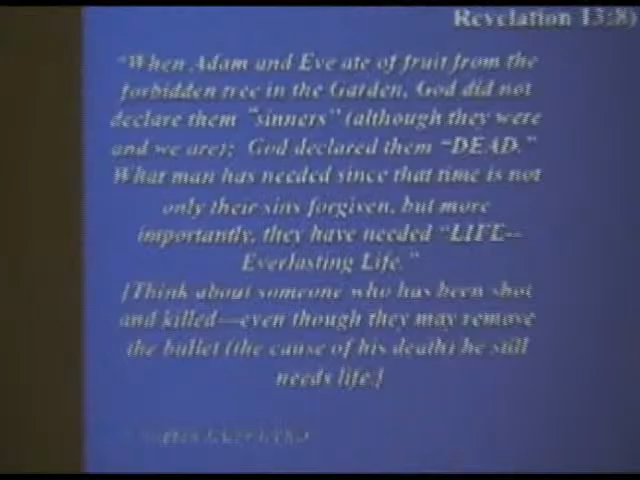 Revelation 13:8)
"When Adam and Eve ate of fruit from the
forbidden tree in the Garden, God did not
declare them "sinners" (although they were
and we are); God declared them "DEAD."
What man has needed since that time is not
only their sins forgiven, but more
importantly, they have needed "LIFE--
Everlasting Life."
[Think about someone who has been shot
and killed—even though they may remove
the bullet (the cause of his death) he still
needs life.]